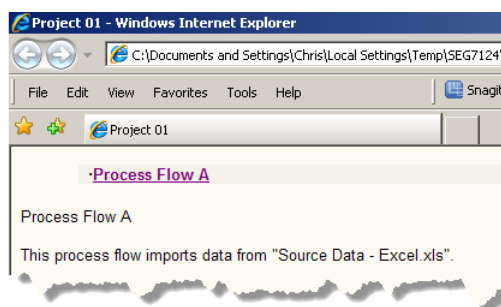 Project 01 - Windows Internet Explorer
C:\Documents and Settings\Chris\Local Settings\Temp\SEG7124\
File Edit View Favorites Tools Help
Snagit
Project 01
·Process Flow A
Process Flow A
This process flow imports data from "Source Data - Excel.xls".